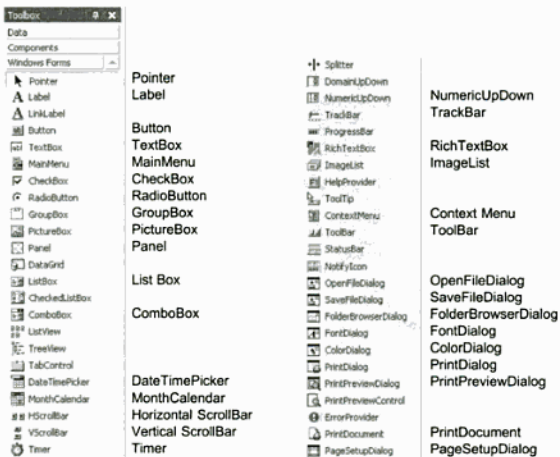 Toolbox
Data
Components
Windows Forms
Pointer Pointer
Label Label
LinkLabel
Button Button
TextBox TextBox
MainMenu MainMenu
CheckBox CheckBox
RadioButton RadioButton
GroupBox GroupBox
PictureBox PictureBox
Panel Panel
DataGrid
ListBox List Box
CheckedListBox
ComboBox ComboBox
ListView
TreeView
TabControl
DateTimePicker DateTimePicker
MonthCalendar MonthCalendar
HScrollBar Horizontal ScrollBar
VScrollBar Vertical ScrollBar
Timer Timer
Splitter
DomainUpDown
NumericUpDown NumericUpDown
TrackBar TrackBar
ProgressBar
RichTextBox RichTextBox
ImageList ImageList
HelpProvider
ToolTip
ContextMenu Context Menu
ToolBar ToolBar
StatusBar
NotifyIcon
OpenFileDialog OpenFileDialog
SaveFileDialog SaveFileDialog
FolderBrowserDialog FolderBrowserDialog
FontDialog FontDialog
ColorDialog ColorDialog
PrintDialog PrintDialog
PrintPreviewDialog PrintPreviewDialog
PrintPreviewControl
ErrorProvider
PrintDocument PrintDocument
PageSetupDialog PageSetupDialog